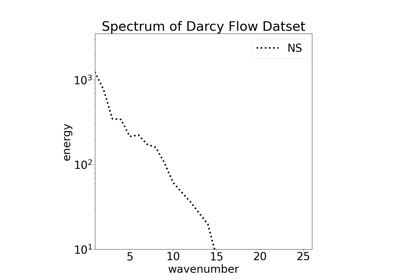 Spectrum of Darcy Flow Datset
NS
10³
10²
10¹
energy
5 10 15 20 25
wavenumber